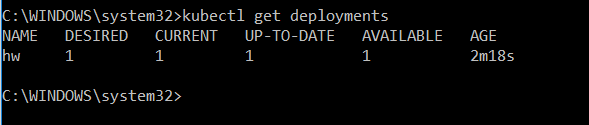 C:\WINDOWS\system32>kubectl get deployments
NAME DESIRED CURRENT UP-TO-DATE AVAILABLE AGE
hw 1 1 1 1 2m18s
C:\WINDOWS\system32>